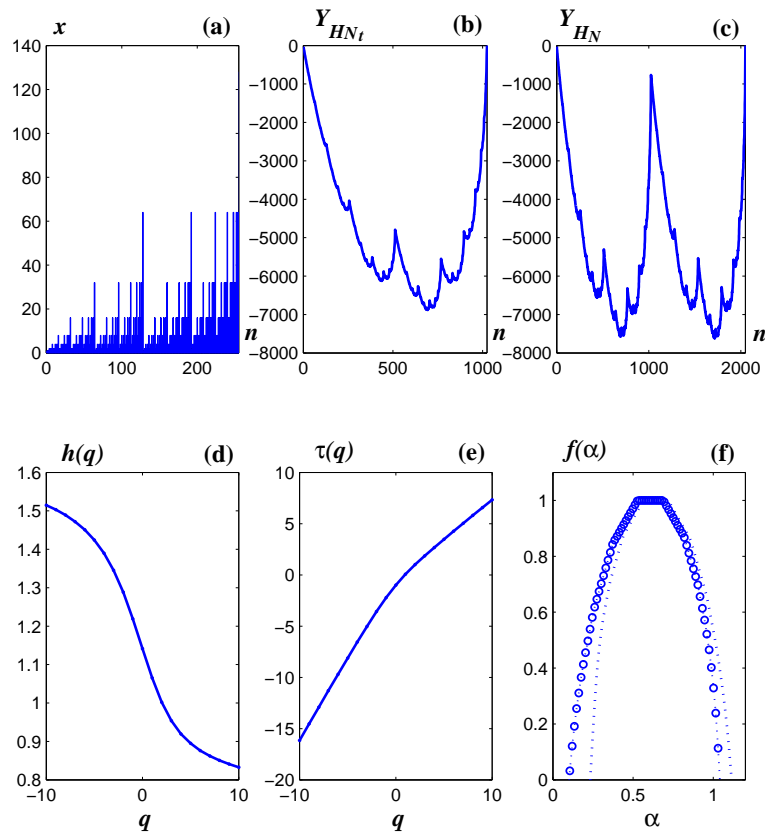 x (a)
140
120
100
80
60
40
20
0
0 100 200
n
Y_{HN_t} (b)
0
−1000
−2000
−3000
−4000
−5000
−6000
−7000
−8000
0 500 1000
n
Y_{H_N} (c)
0
−1000
−2000
−3000
−4000
−5000
−6000
−7000
−8000
0 1000 2000
n
h(q) (d)
1.6
1.5
1.4
1.3
1.2
1.1
1
0.9
0.8
−10 0 10
q
τ(q) (e)
10
5
0
−5
−10
−15
−20
−10 0 10
q
f(α) (f)
1
0.8
0.6
0.4
0.2
0
0 0.5 1
α